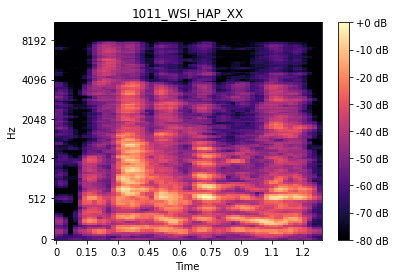 1011_WSI_HAP_XX
+0 dB
8192
-10 dB
4096
-20 dB
-30 dB
2048
Hz
-40 dB
1024
-50 dB
512
-60 dB
-70 dB
0
-80 dB
0 0.15 0.3 0.45 0.6 0.75 0.9 1.1 1.2
Time